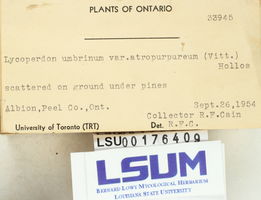 PLANTS OF ONTARIO
33945
Lycoperdon umbrinum var.atropurpureum (Vitt.)
Hollos
scattered on ground under pines
Albion,Peel Co.,Ont. Sept.26,1954
Collector R.F.Cain
University of Toronto (TRT) Det. R.F.C.
LSU00176409
LSUM
BERNARD LOWY MYCOLOGICAL HERBARIUM
LOUISIANA STATE UNIVERSITY